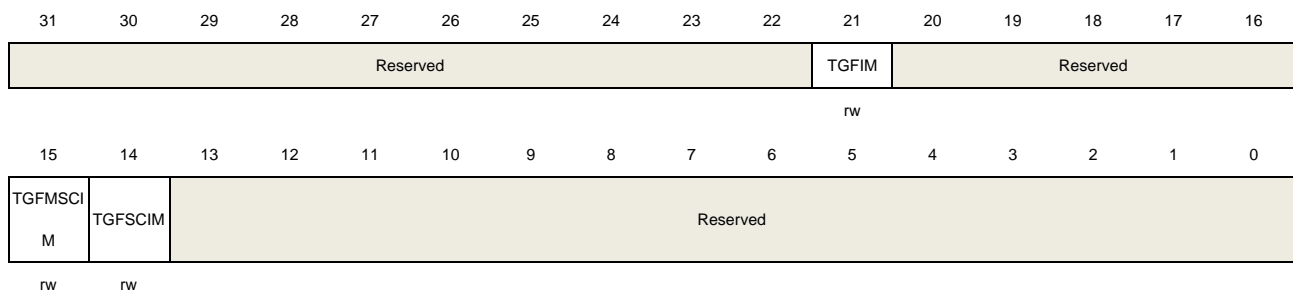 31 30 29 28 27 26 25 24 23 22 21 20 19 18 17 16
Reserved TGFIM Reserved
rw
15 14 13 12 11 10 9 8 7 6 5 4 3 2 1 0
TGFMSCI
M
TGFSCIM Reserved
rw rw